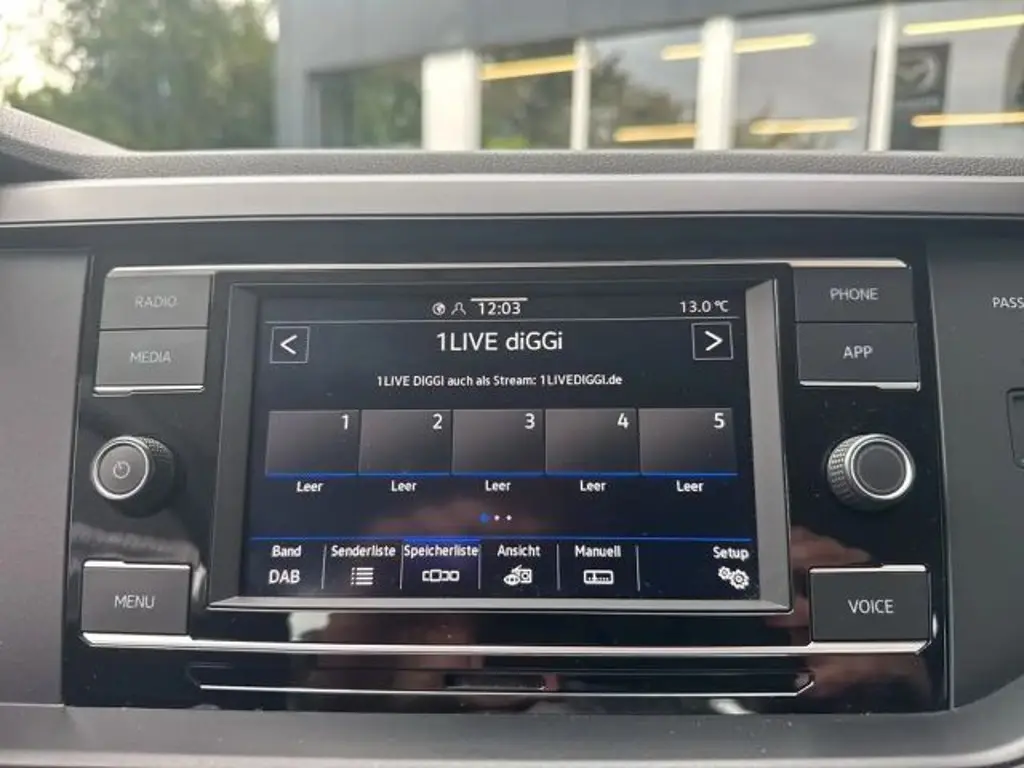 RADIO
MEDIA
MENU
12:03
13.0 °C
<
1LIVE diGGi
>
1LIVE DIGGI auch als Stream: 1LIVEDIGGI.de
1 2 3 4 5
Leer Leer Leer Leer Leer
Band Senderliste Speicherliste Ansicht Manuell Setup
DAB
PHONE
APP
VOICE
PASS